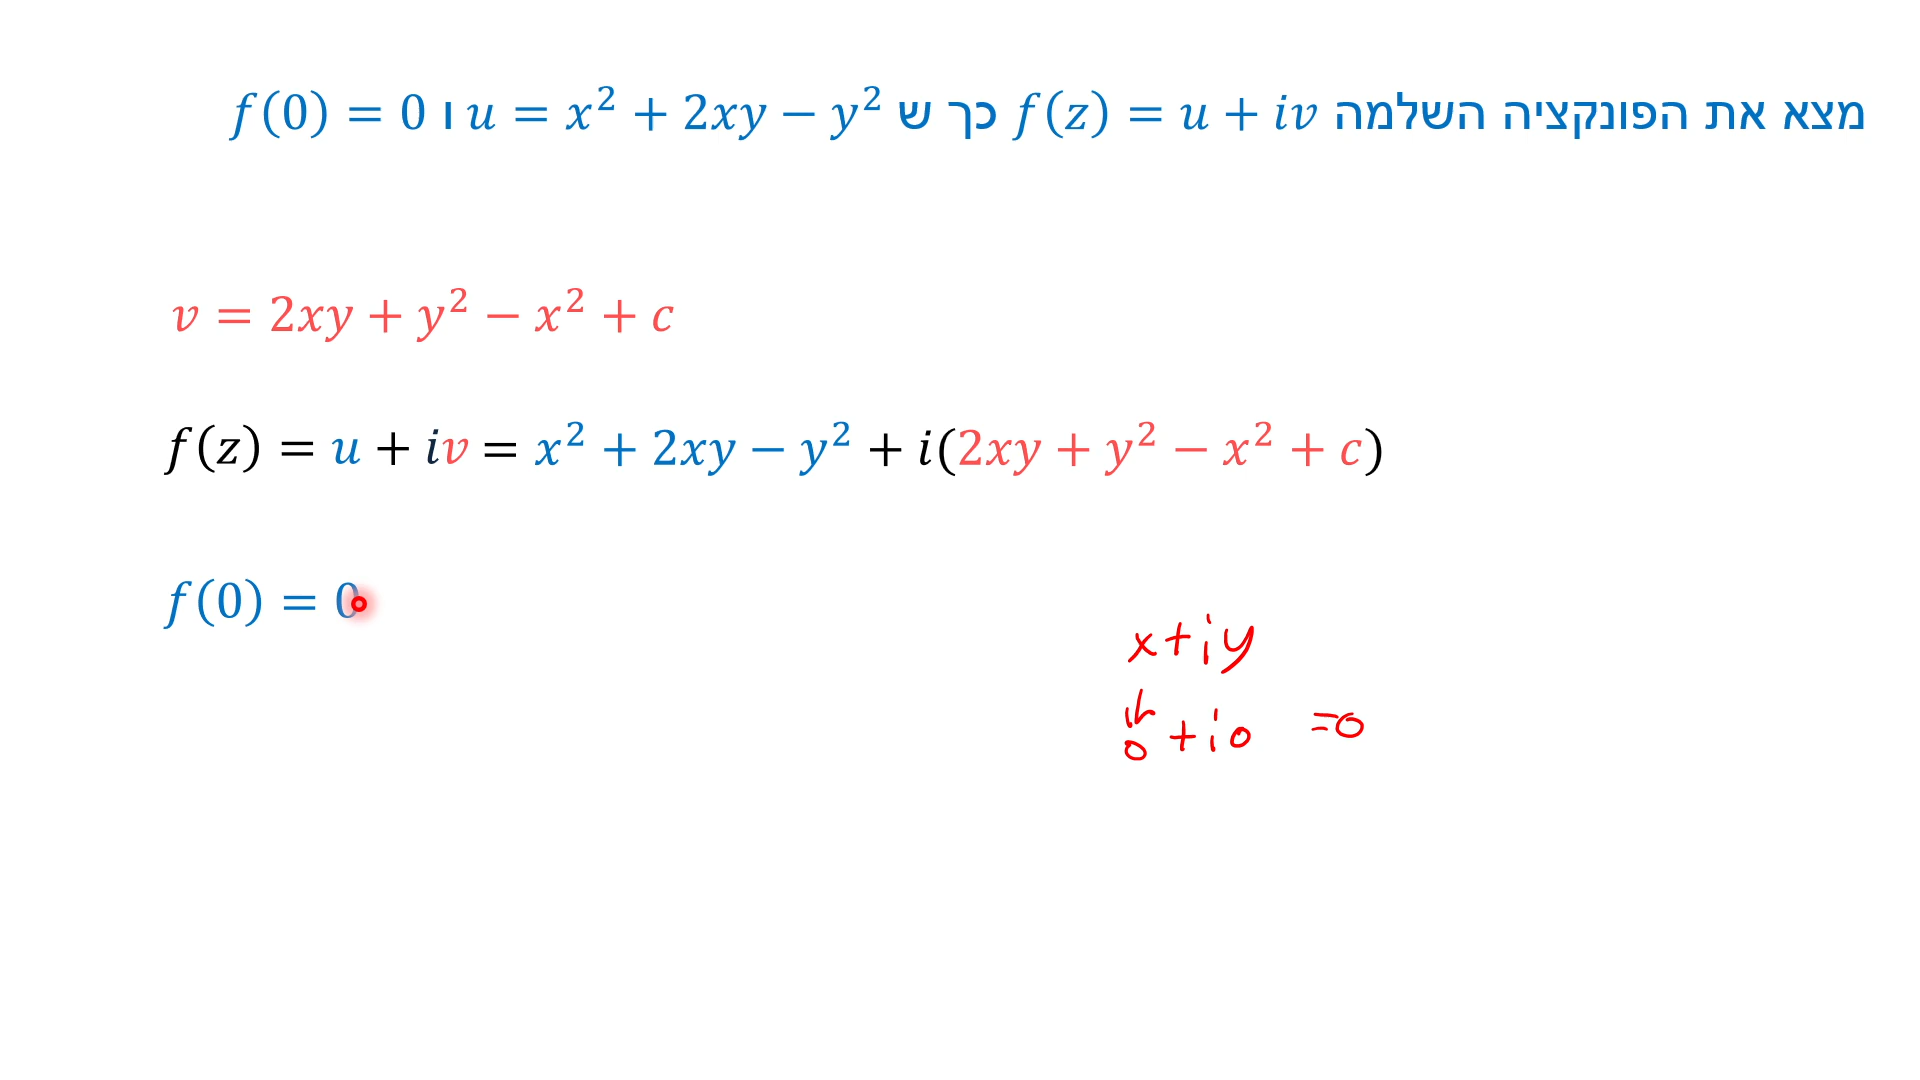 מצא את הפונקציה השלמה f(z) = u + iv כך ש u = x² + 2xy − y² ו f(0) = 0
v = 2xy + y² − x² + c
f(z) = u + iv = x² + 2xy − y² + i(2xy + y² − x² + c)
f(0) = 0
x + iy
0 + i0 = 0